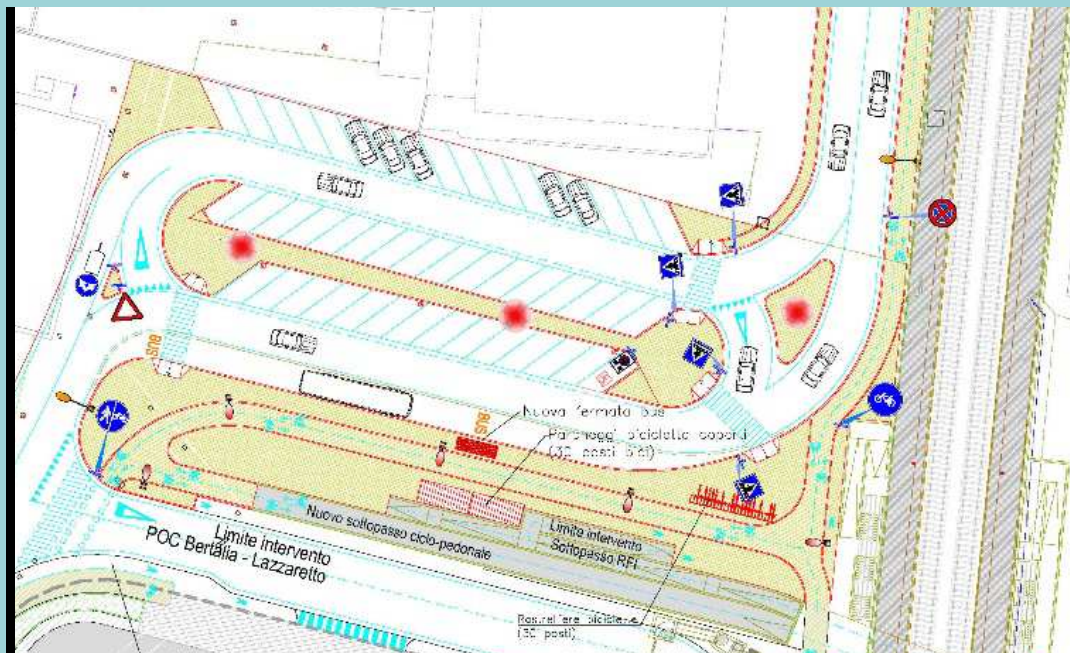 BUS
BUS
Nuova fermata bus
Parcheggi biciclette coperti
(30 posti bici)
Nuovo sottopasso ciclo-pedonale
Limite intervento
Sottopasso RFI
Limite intervento
POC Bertalia - Lazzaretto
Rastrelliere biciclette
(30 posti)